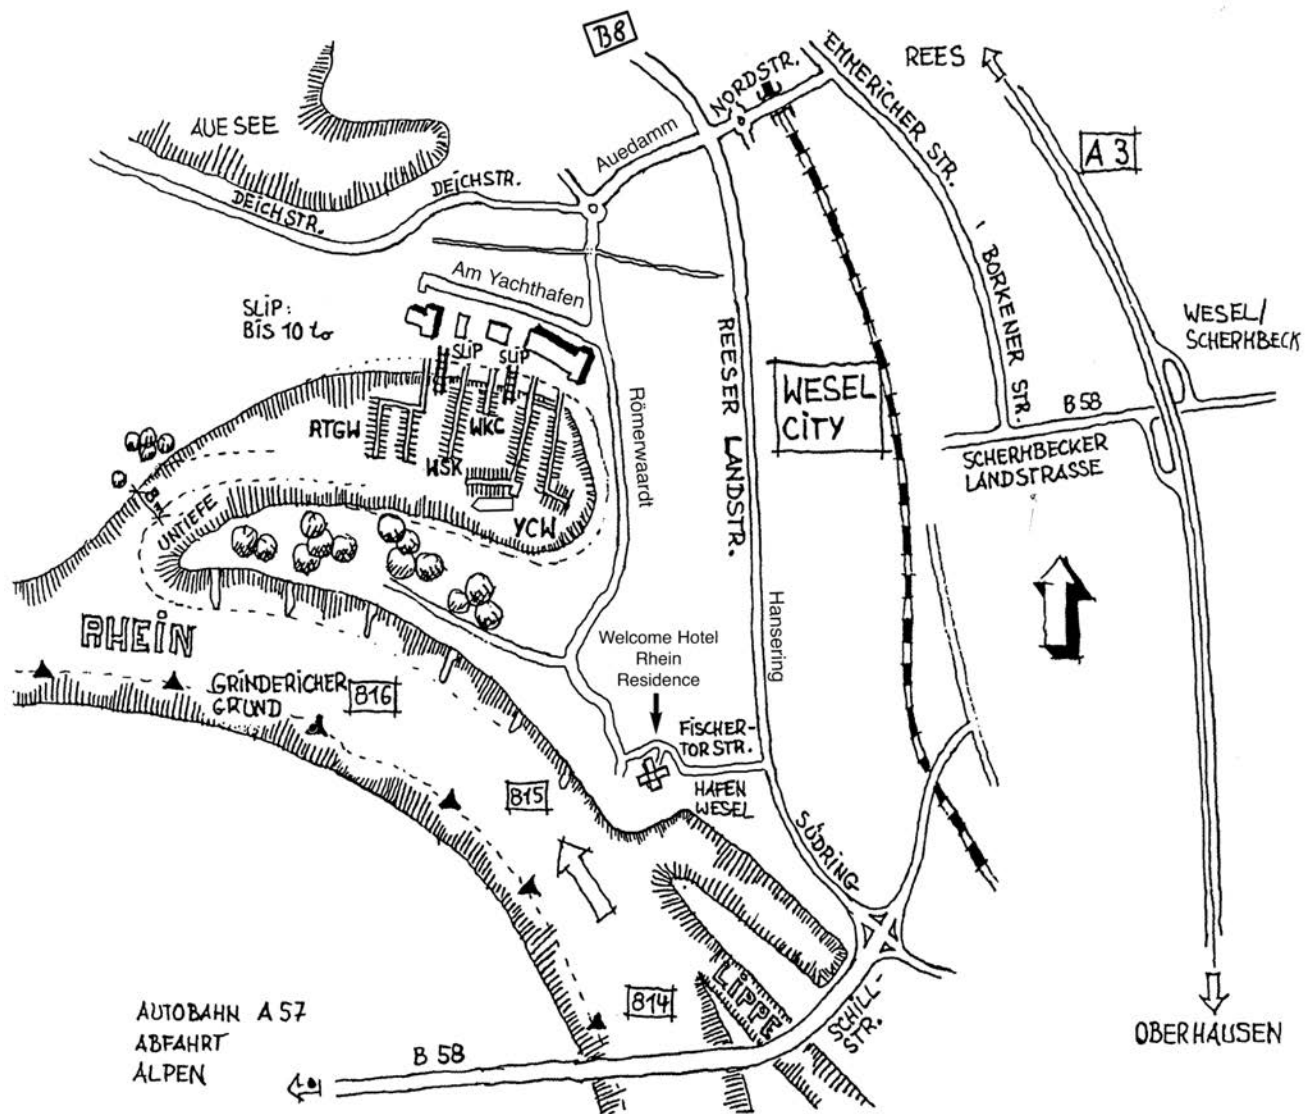 B8
NORDSTR.
EMMERICHER STR.
REES
A 3
AUESEE
Auedamm
DEICHSTR.
DEICHSTR.
BORKENER STR.
Am Yachthafen
SLIP:
BIS 10 to
WESEL/
SCHERMBECK
REESER LANDSTR.
SLIP
SLIP
WESEL
CITY
B 58
Römerwaardt
RTGW
WKC
WSK
SCHERMBECKER
LANDSTRASSE
YCW
UNTIEFE
RHEIN
Hansering
Welcome Hotel
Rhein
Residence
GRINDERICHER
GRUND
816
FISCHER-
TORSTR.
HAFEN
WESEL
815
SÜDRING
LIPPE
814
SCHILL-
STR.
AUTOBAHN A 57
ABFAHRT
ALPEN
B 58
OBERHAUSEN